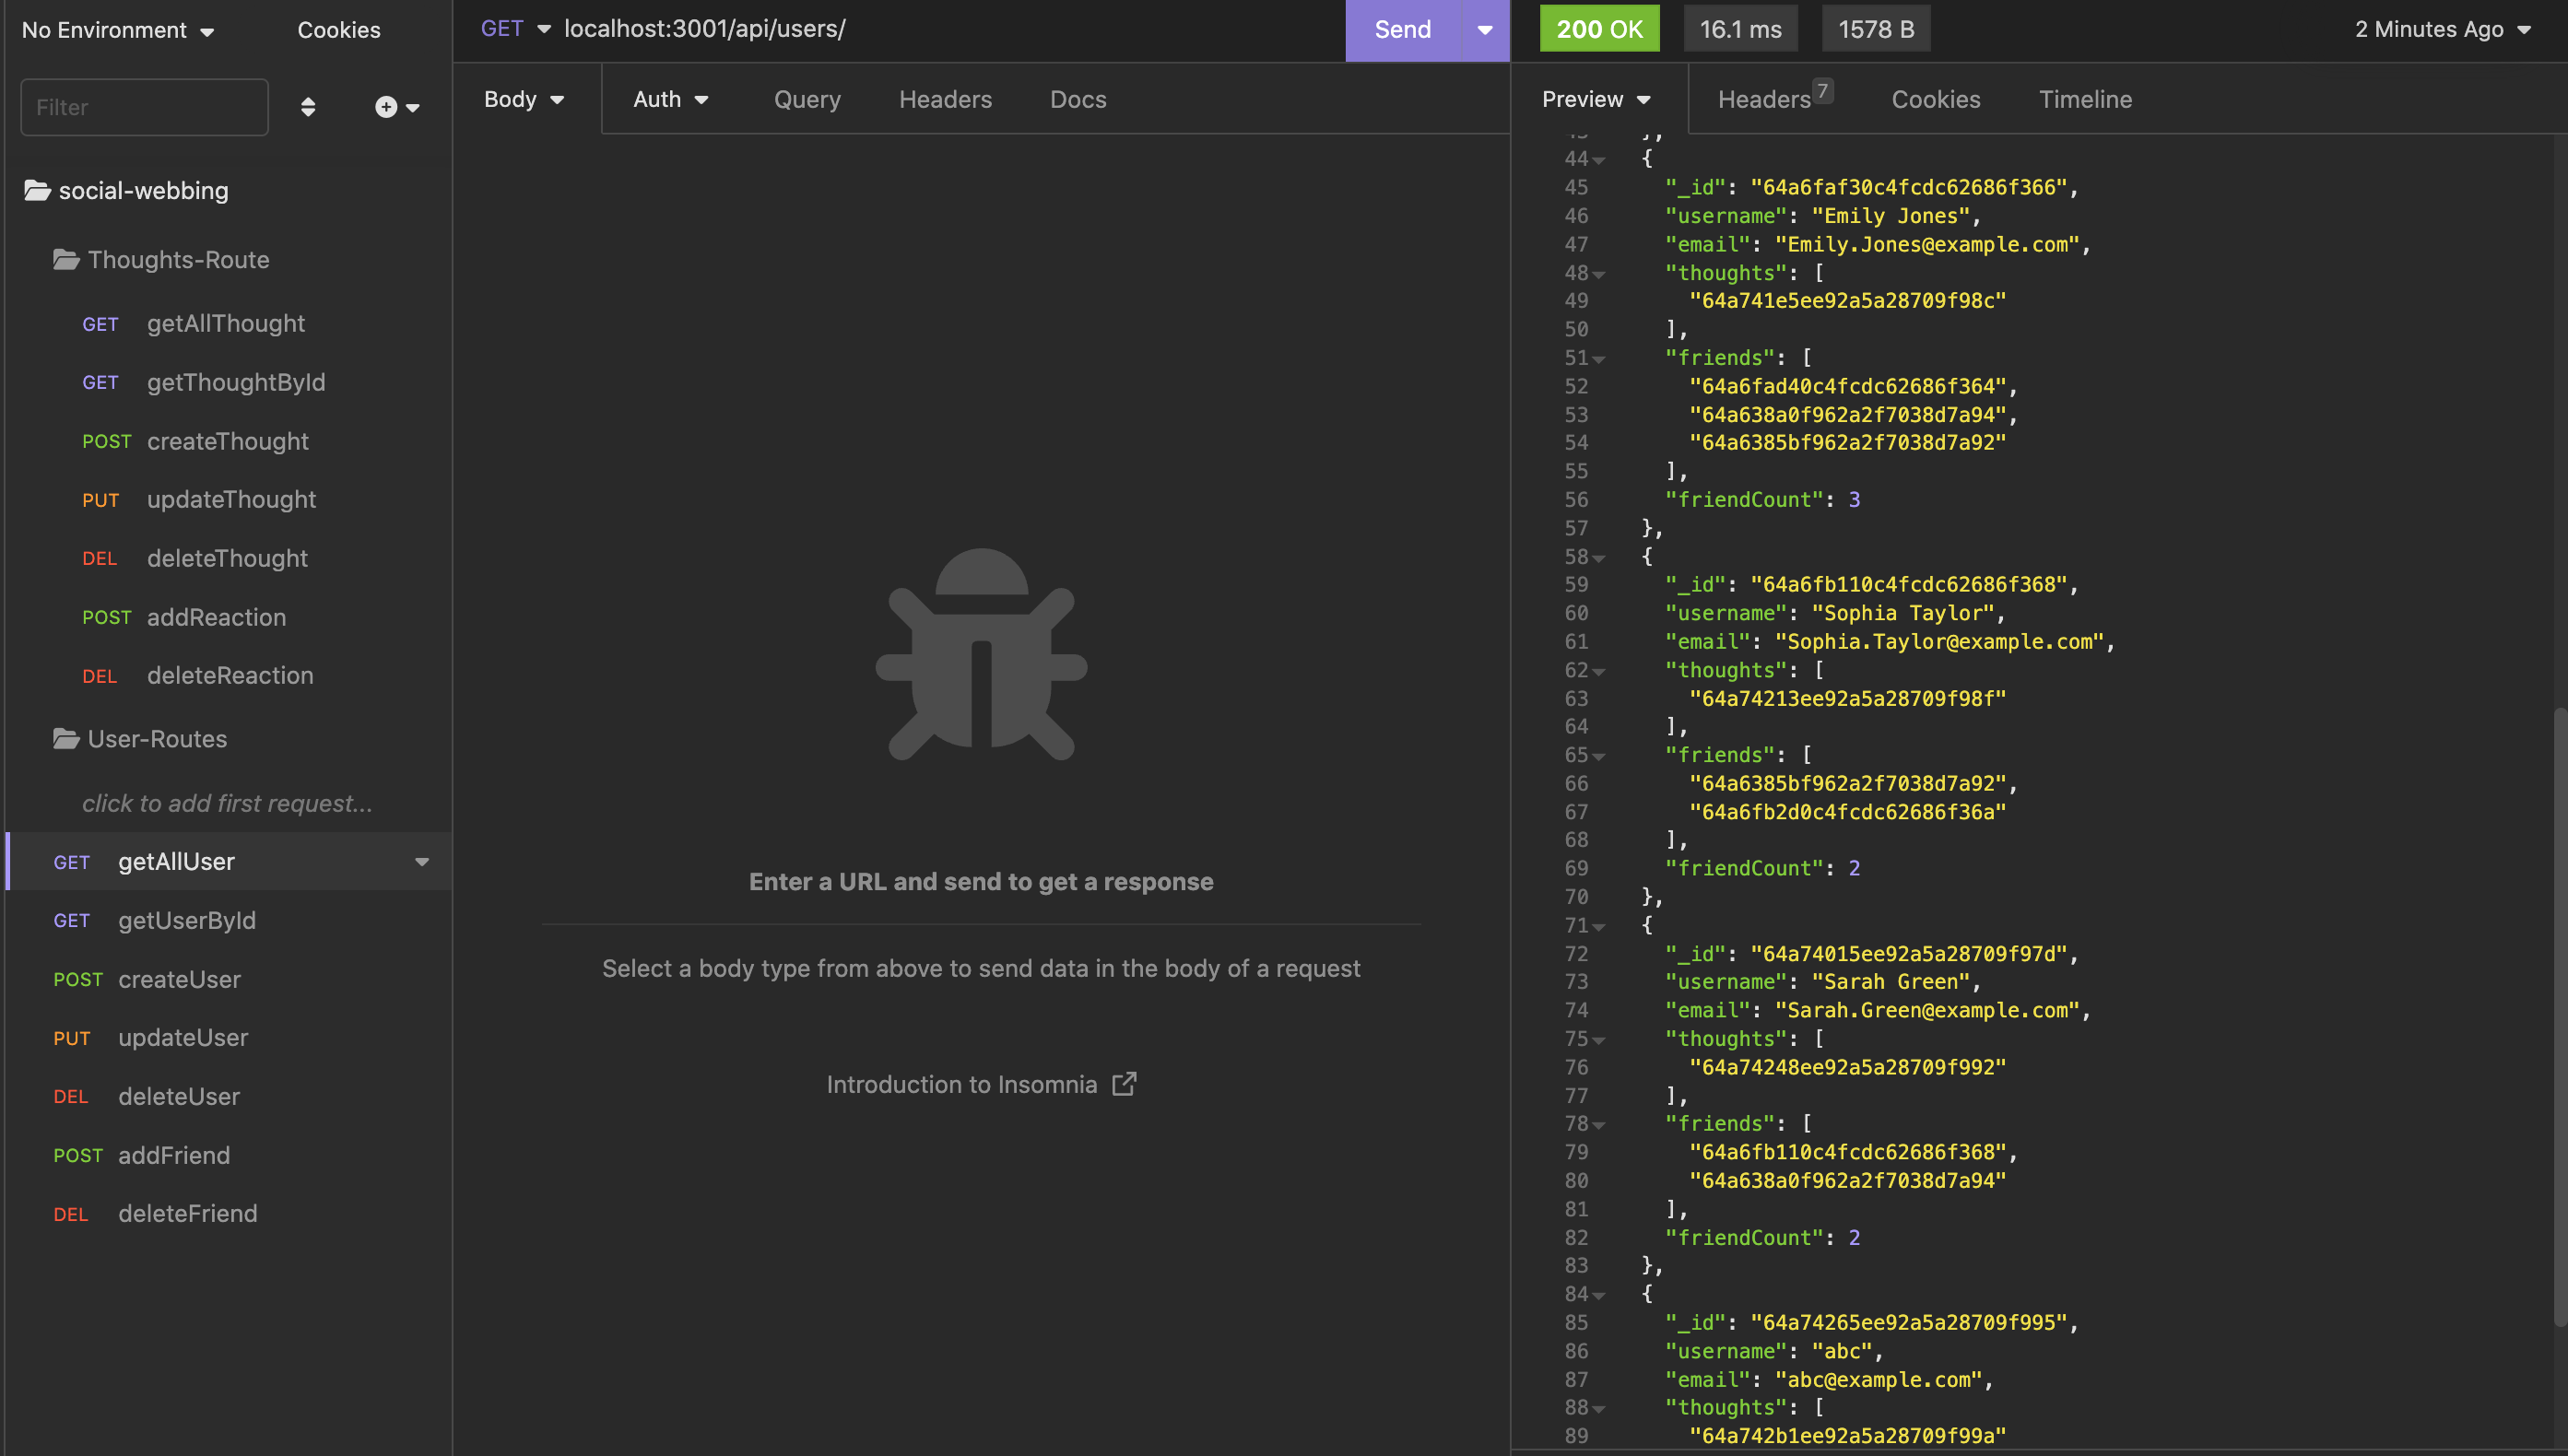 No Environment
Cookies
Filter
social-webbing
Thoughts-Route
GET getAllThought
GET getThoughtById
POST createThought
PUT updateThought
DEL deleteThought
POST addReaction
DEL deleteReaction
User-Routes
click to add first request...
GET getAllUser
GET getUserById
POST createUser
PUT updateUser
DEL deleteUser
POST addFriend
DEL deleteFriend
GET localhost:3001/api/users/ Send
Body Auth Query Headers Docs
Enter a URL and send to get a response
Select a body type from above to send data in the body of a request
Introduction to Insomnia
200 OK 16.1 ms 1578 B 2 Minutes Ago
Preview Headers 7 Cookies Timeline
43 },
44 {
45 "_id": "64a6faf30c4fcdc62686f366",
46 "username": "Emily Jones",
47 "email": "Emily.Jones@example.com",
48 "thoughts": [
49 "64a741e5ee92a5a28709f98c"
50 ],
51 "friends": [
52 "64a6fad40c4fcdc62686f364",
53 "64a638a0f962a2f7038d7a94",
54 "64a6385bf962a2f7038d7a92"
55 ],
56 "friendCount": 3
57 },
58 {
59 "_id": "64a6fb110c4fcdc62686f368",
60 "username": "Sophia Taylor",
61 "email": "Sophia.Taylor@example.com",
62 "thoughts": [
63 "64a74213ee92a5a28709f98f"
64 ],
65 "friends": [
66 "64a6385bf962a2f7038d7a92",
67 "64a6fb2d0c4fcdc62686f36a"
68 ],
69 "friendCount": 2
70 },
71 {
72 "_id": "64a74015ee92a5a28709f97d",
73 "username": "Sarah Green",
74 "email": "Sarah.Green@example.com",
75 "thoughts": [
76 "64a74248ee92a5a28709f992"
77 ],
78 "friends": [
79 "64a6fb110c4fcdc62686f368",
80 "64a638a0f962a2f7038d7a94"
81 ],
82 "friendCount": 2
83 },
84 {
85 "_id": "64a74265ee92a5a28709f995",
86 "username": "abc",
87 "email": "abc@example.com",
88 "thoughts": [
89 "64a742b1ee92a5a28709f99a"